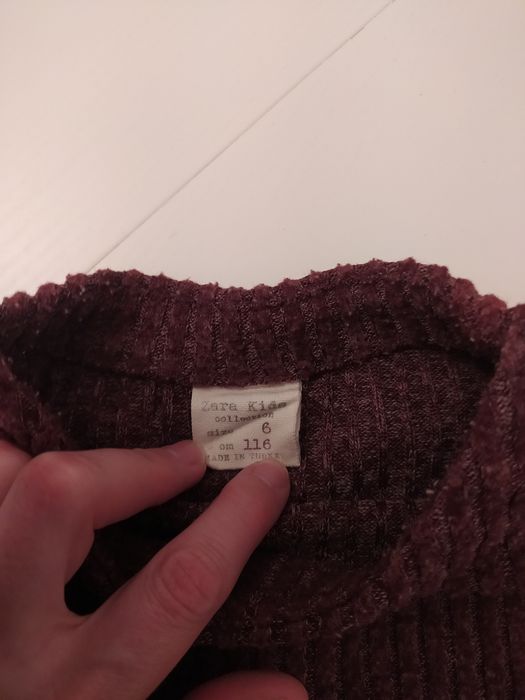 Zara Kids
Collection
size 6
cm 116
MADE IN TURKEY